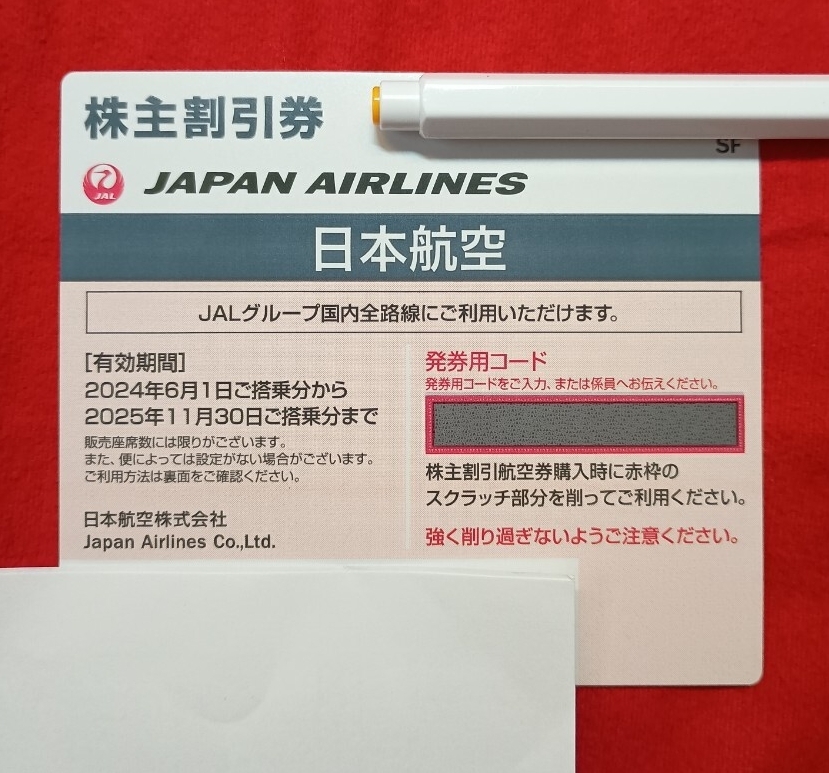 株主割引券
SF
JAL
JAPAN AIRLINES
日本航空
JALグループ国内全路線にご利用いただけます。
[有効期間]
2024年6月1日ご搭乗分から
2025年11月30日ご搭乗分まで
販売座席数には限りがございます。
また、便によっては設定がない場合がございます。
ご利用方法は裏面をご確認ください。
日本航空株式会社
Japan Airlines Co.,Ltd.
発券用コード
発券用コードをご入力、または係員へお伝えください。
株主割引航空券購入時に赤枠の
スクラッチ部分を削ってご利用ください。
強く削り過ぎないようご注意ください。